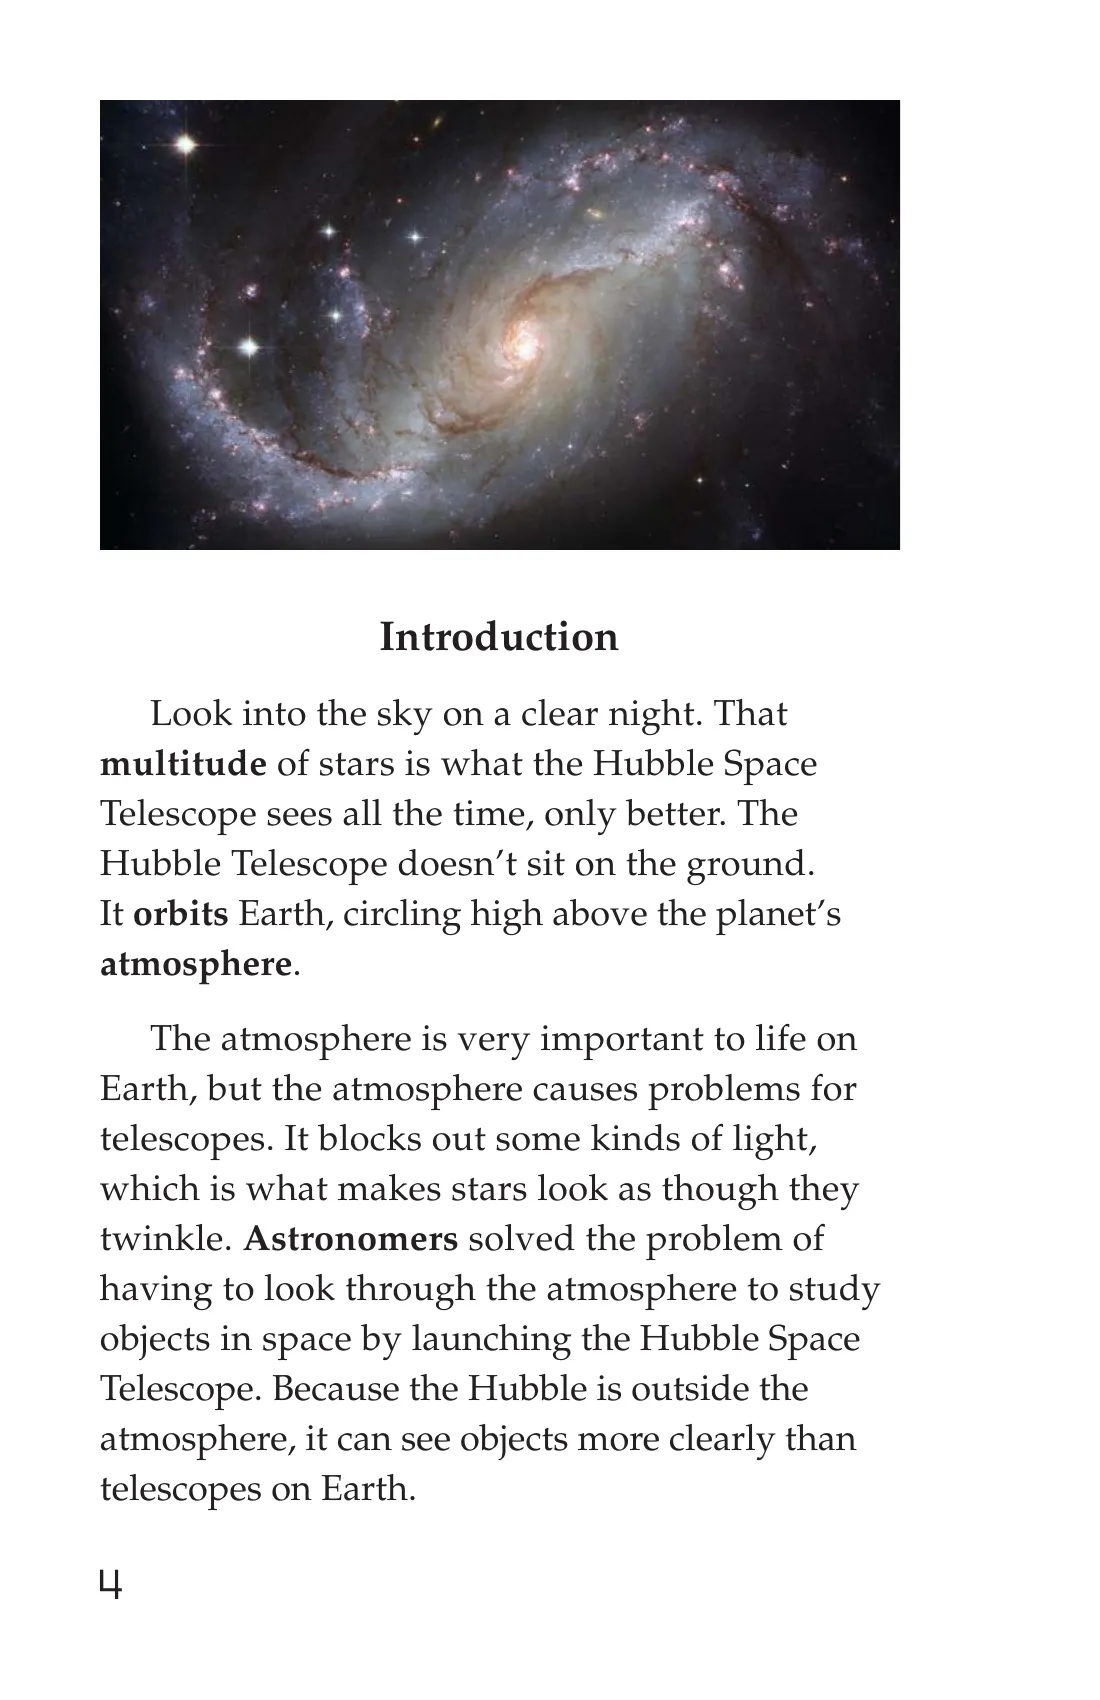 Introduction
Look into the sky on a clear night. That
multitude of stars is what the Hubble Space
Telescope sees all the time, only better. The
Hubble Telescope doesn’t sit on the ground.
It orbits Earth, circling high above the planet’s
atmosphere.
The atmosphere is very important to life on
Earth, but the atmosphere causes problems for
telescopes. It blocks out some kinds of light,
which is what makes stars look as though they
twinkle. Astronomers solved the problem of
having to look through the atmosphere to study
objects in space by launching the Hubble Space
Telescope. Because the Hubble is outside the
atmosphere, it can see objects more clearly than
telescopes on Earth.
4